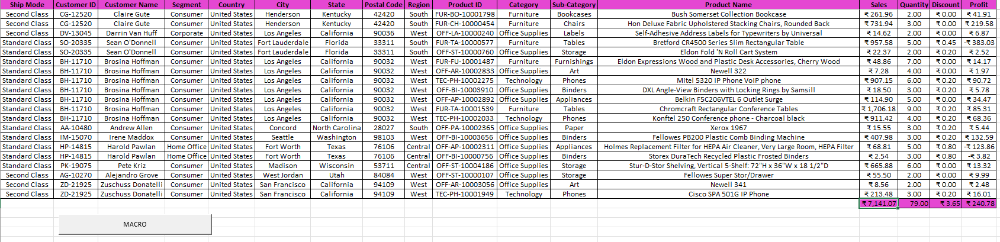 Ship Mode Customer ID Customer Name Segment Country City State Postal Code Region Product ID Category Sub-Category Product Name Sales Quantity Discount Profit
Second Class CG-12520 Claire Gute Consumer United States Henderson Kentucky 42420 South FUR-BO-10001798 Furniture Bookcases Bush Somerset Collection Bookcase ₹ 261.96 2.00 ₹ 0.00 ₹ 41.91
Second Class CG-12520 Claire Gute Consumer United States Henderson Kentucky 42420 South FUR-CH-10000454 Furniture Chairs Hon Deluxe Fabric Upholstered Stacking Chairs, Rounded Back ₹ 731.94 3.00 ₹ 0.00 ₹ 219.58
Second Class DV-13045 Darrin Van Huff Corporate United States Los Angeles California 90036 West OFF-LA-10000240 Office Supplies Labels Self-Adhesive Address Labels for Typewriters by Universal ₹ 14.62 2.00 ₹ 0.00 ₹ 6.87
Standard Class SO-20335 Sean O'Donnell Consumer United States Fort Lauderdale Florida 33311 South FUR-TA-10000577 Furniture Tables Bretford CR4500 Series Slim Rectangular Table ₹ 957.58 5.00 ₹ 0.45 -₹ 383.03
Standard Class SO-20335 Sean O'Donnell Consumer United States Fort Lauderdale Florida 33311 South OFF-ST-10000760 Office Supplies Storage Eldon Fold 'N Roll Cart System ₹ 22.37 2.00 ₹ 0.20 ₹ 2.52
Standard Class BH-11710 Brosina Hoffman Consumer United States Los Angeles California 90032 West FUR-FU-10001487 Furniture Furnishings Eldon Expressions Wood and Plastic Desk Accessories, Cherry Wood ₹ 48.86 7.00 ₹ 0.00 ₹ 14.17
Standard Class BH-11710 Brosina Hoffman Consumer United States Los Angeles California 90032 West OFF-AR-10002833 Office Supplies Art Newell 322 ₹ 7.28 4.00 ₹ 0.00 ₹ 1.97
Standard Class BH-11710 Brosina Hoffman Consumer United States Los Angeles California 90032 West TEC-PH-10002275 Technology Phones Mitel 5320 IP Phone VoIP phone ₹ 907.15 6.00 ₹ 0.20 ₹ 90.72
Standard Class BH-11710 Brosina Hoffman Consumer United States Los Angeles California 90032 West OFF-BI-10003910 Office Supplies Binders DXL Angle-View Binders with Locking Rings by Samsill ₹ 18.50 3.00 ₹ 0.20 ₹ 5.78
Standard Class BH-11710 Brosina Hoffman Consumer United States Los Angeles California 90032 West OFF-AP-10002892 Office Supplies Appliances Belkin F5C206VTEL 6 Outlet Surge ₹ 114.90 5.00 ₹ 0.00 ₹ 34.47
Standard Class BH-11710 Brosina Hoffman Consumer United States Los Angeles California 90032 West FUR-TA-10001539 Furniture Tables Chromcraft Rectangular Conference Tables ₹ 1,706.18 9.00 ₹ 0.20 ₹ 85.31
Standard Class BH-11710 Brosina Hoffman Consumer United States Los Angeles California 90032 West TEC-PH-10002033 Technology Phones Konftel 250 Conference phone - Charcoal black ₹ 911.42 4.00 ₹ 0.20 ₹ 68.36
Standard Class AA-10480 Andrew Allen Consumer United States Concord North Carolina 28027 South OFF-PA-10002365 Office Supplies Paper Xerox 1967 ₹ 15.55 3.00 ₹ 0.20 ₹ 5.44
Standard Class IM-15070 Irene Maddox Consumer United States Seattle Washington 98103 West OFF-BI-10003656 Office Supplies Binders Fellowes PB200 Plastic Comb Binding Machine ₹ 407.98 3.00 ₹ 0.20 ₹ 132.59
Standard Class HP-14815 Harold Pawlan Home Office United States Fort Worth Texas 76106 Central OFF-AP-10002311 Office Supplies Appliances Holmes Replacement Filter for HEPA Air Cleaner, Very Large Room, HEPA Filter ₹ 68.81 5.00 ₹ 0.80 -₹ 123.86
Standard Class HP-14815 Harold Pawlan Home Office United States Fort Worth Texas 76106 Central OFF-BI-10000756 Office Supplies Binders Storex DuraTech Recycled Plastic Frosted Binders ₹ 2.54 3.00 ₹ 0.80 -₹ 3.82
Standard Class PK-19075 Pete Kriz Consumer United States Madison Wisconsin 53711 Central OFF-ST-10004186 Office Supplies Storage Stur-D-Stor Shelving, Vertical 5-Shelf: 72"H x 36"W x 18 1/2"D ₹ 665.88 6.00 ₹ 0.00 ₹ 13.32
Second Class AG-10270 Alejandro Grove Consumer United States West Jordan Utah 84084 West OFF-ST-10000107 Office Supplies Storage Fellowes Super Stor/Drawer ₹ 55.50 2.00 ₹ 0.00 ₹ 9.99
Second Class ZD-21925 Zuschuss Donatelli Consumer United States San Francisco California 94109 West OFF-AR-10003056 Office Supplies Art Newell 341 ₹ 8.56 2.00 ₹ 0.00 ₹ 2.48
Second Class ZD-21925 Zuschuss Donatelli Consumer United States San Francisco California 94109 West TEC-PH-10001949 Technology Phones Cisco SPA 501G IP Phone ₹ 213.48 3.00 ₹ 0.20 ₹ 16.01
₹ 7,141.07 79.00 ₹ 3.65 ₹ 240.78
MACRO